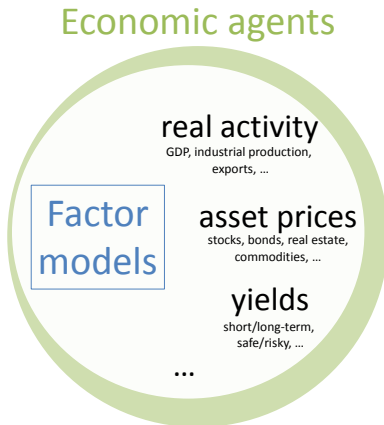 Economic agents
real activity
GDP, industrial production,
exports, ...
Factor
models
asset prices
stocks, bonds, real estate,
commodities, ...
yields
short/long-term,
safe/risky, ...
...